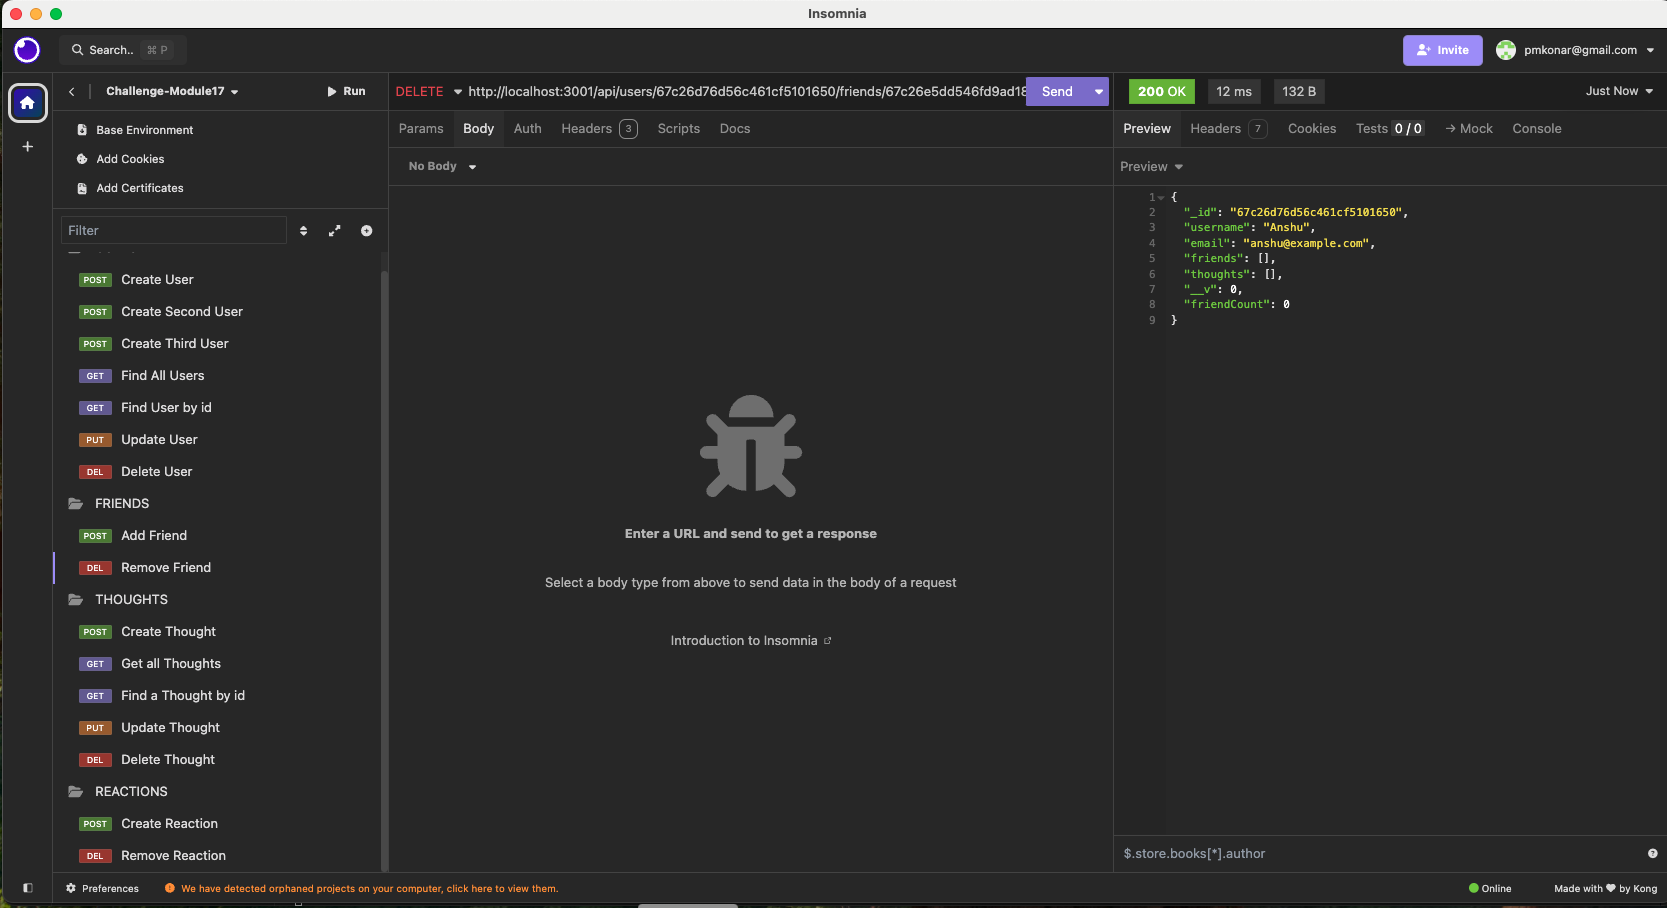 Insomnia
Search.. ⌘ P
Invite
pmkonar@gmail.com
Challenge-Module17
Run
Base Environment
Add Cookies
Add Certificates
Filter
POST Create User
POST Create Second User
POST Create Third User
GET Find All Users
GET Find User by id
PUT Update User
DEL Delete User
FRIENDS
POST Add Friend
DEL Remove Friend
THOUGHTS
POST Create Thought
GET Get all Thoughts
GET Find a Thought by id
PUT Update Thought
DEL Delete Thought
REACTIONS
POST Create Reaction
DEL Remove Reaction
DELETE http://localhost:3001/api/users/67c26d76d56c461cf5101650/friends/67c26e5dd546fd9ad18 Send
Params Body Auth Headers 3 Scripts Docs
No Body
Enter a URL and send to get a response
Select a body type from above to send data in the body of a request
Introduction to Insomnia
200 OK 12 ms 132 B Just Now
Preview Headers 7 Cookies Tests 0 / 0 → Mock Console
Preview
1 {
2 "_id": "67c26d76d56c461cf5101650",
3 "username": "Anshu",
4 "email": "anshu@example.com",
5 "friends": [],
6 "thoughts": [],
7 "__v": 0,
8 "friendCount": 0
9 }
$.store.books[*].author
Preferences
We have detected orphaned projects on your computer, click here to view them.
Online
Made with ♥ by Kong